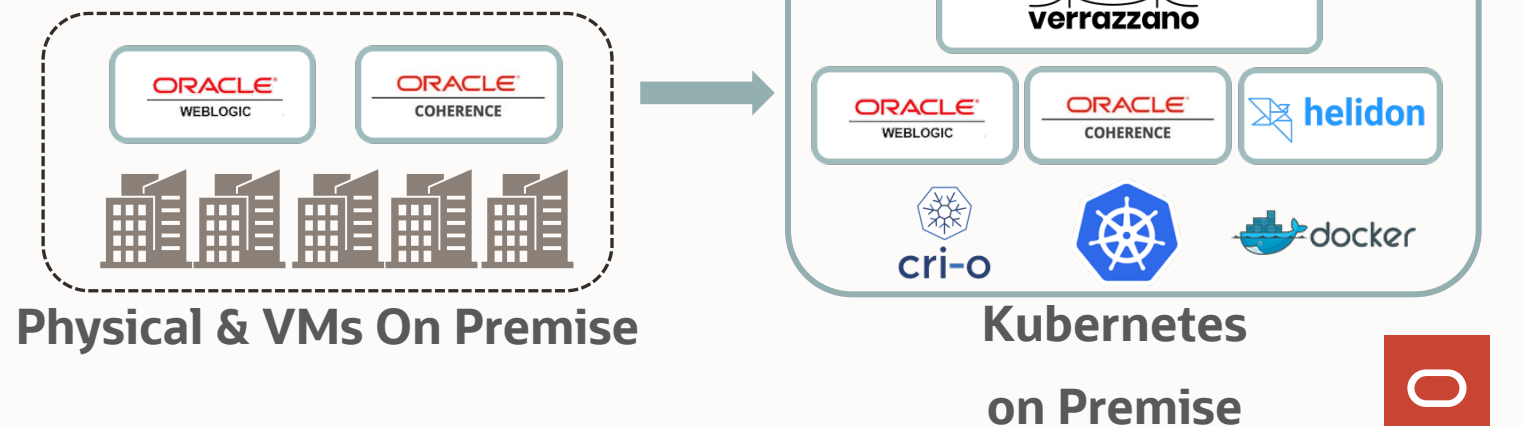 verrazzano
ORACLE
WEBLOGIC
ORACLE
COHERENCE
ORACLE
WEBLOGIC
ORACLE
COHERENCE
helidon
cri-o
docker
Physical & VMs On Premise
Kubernetes
on Premise